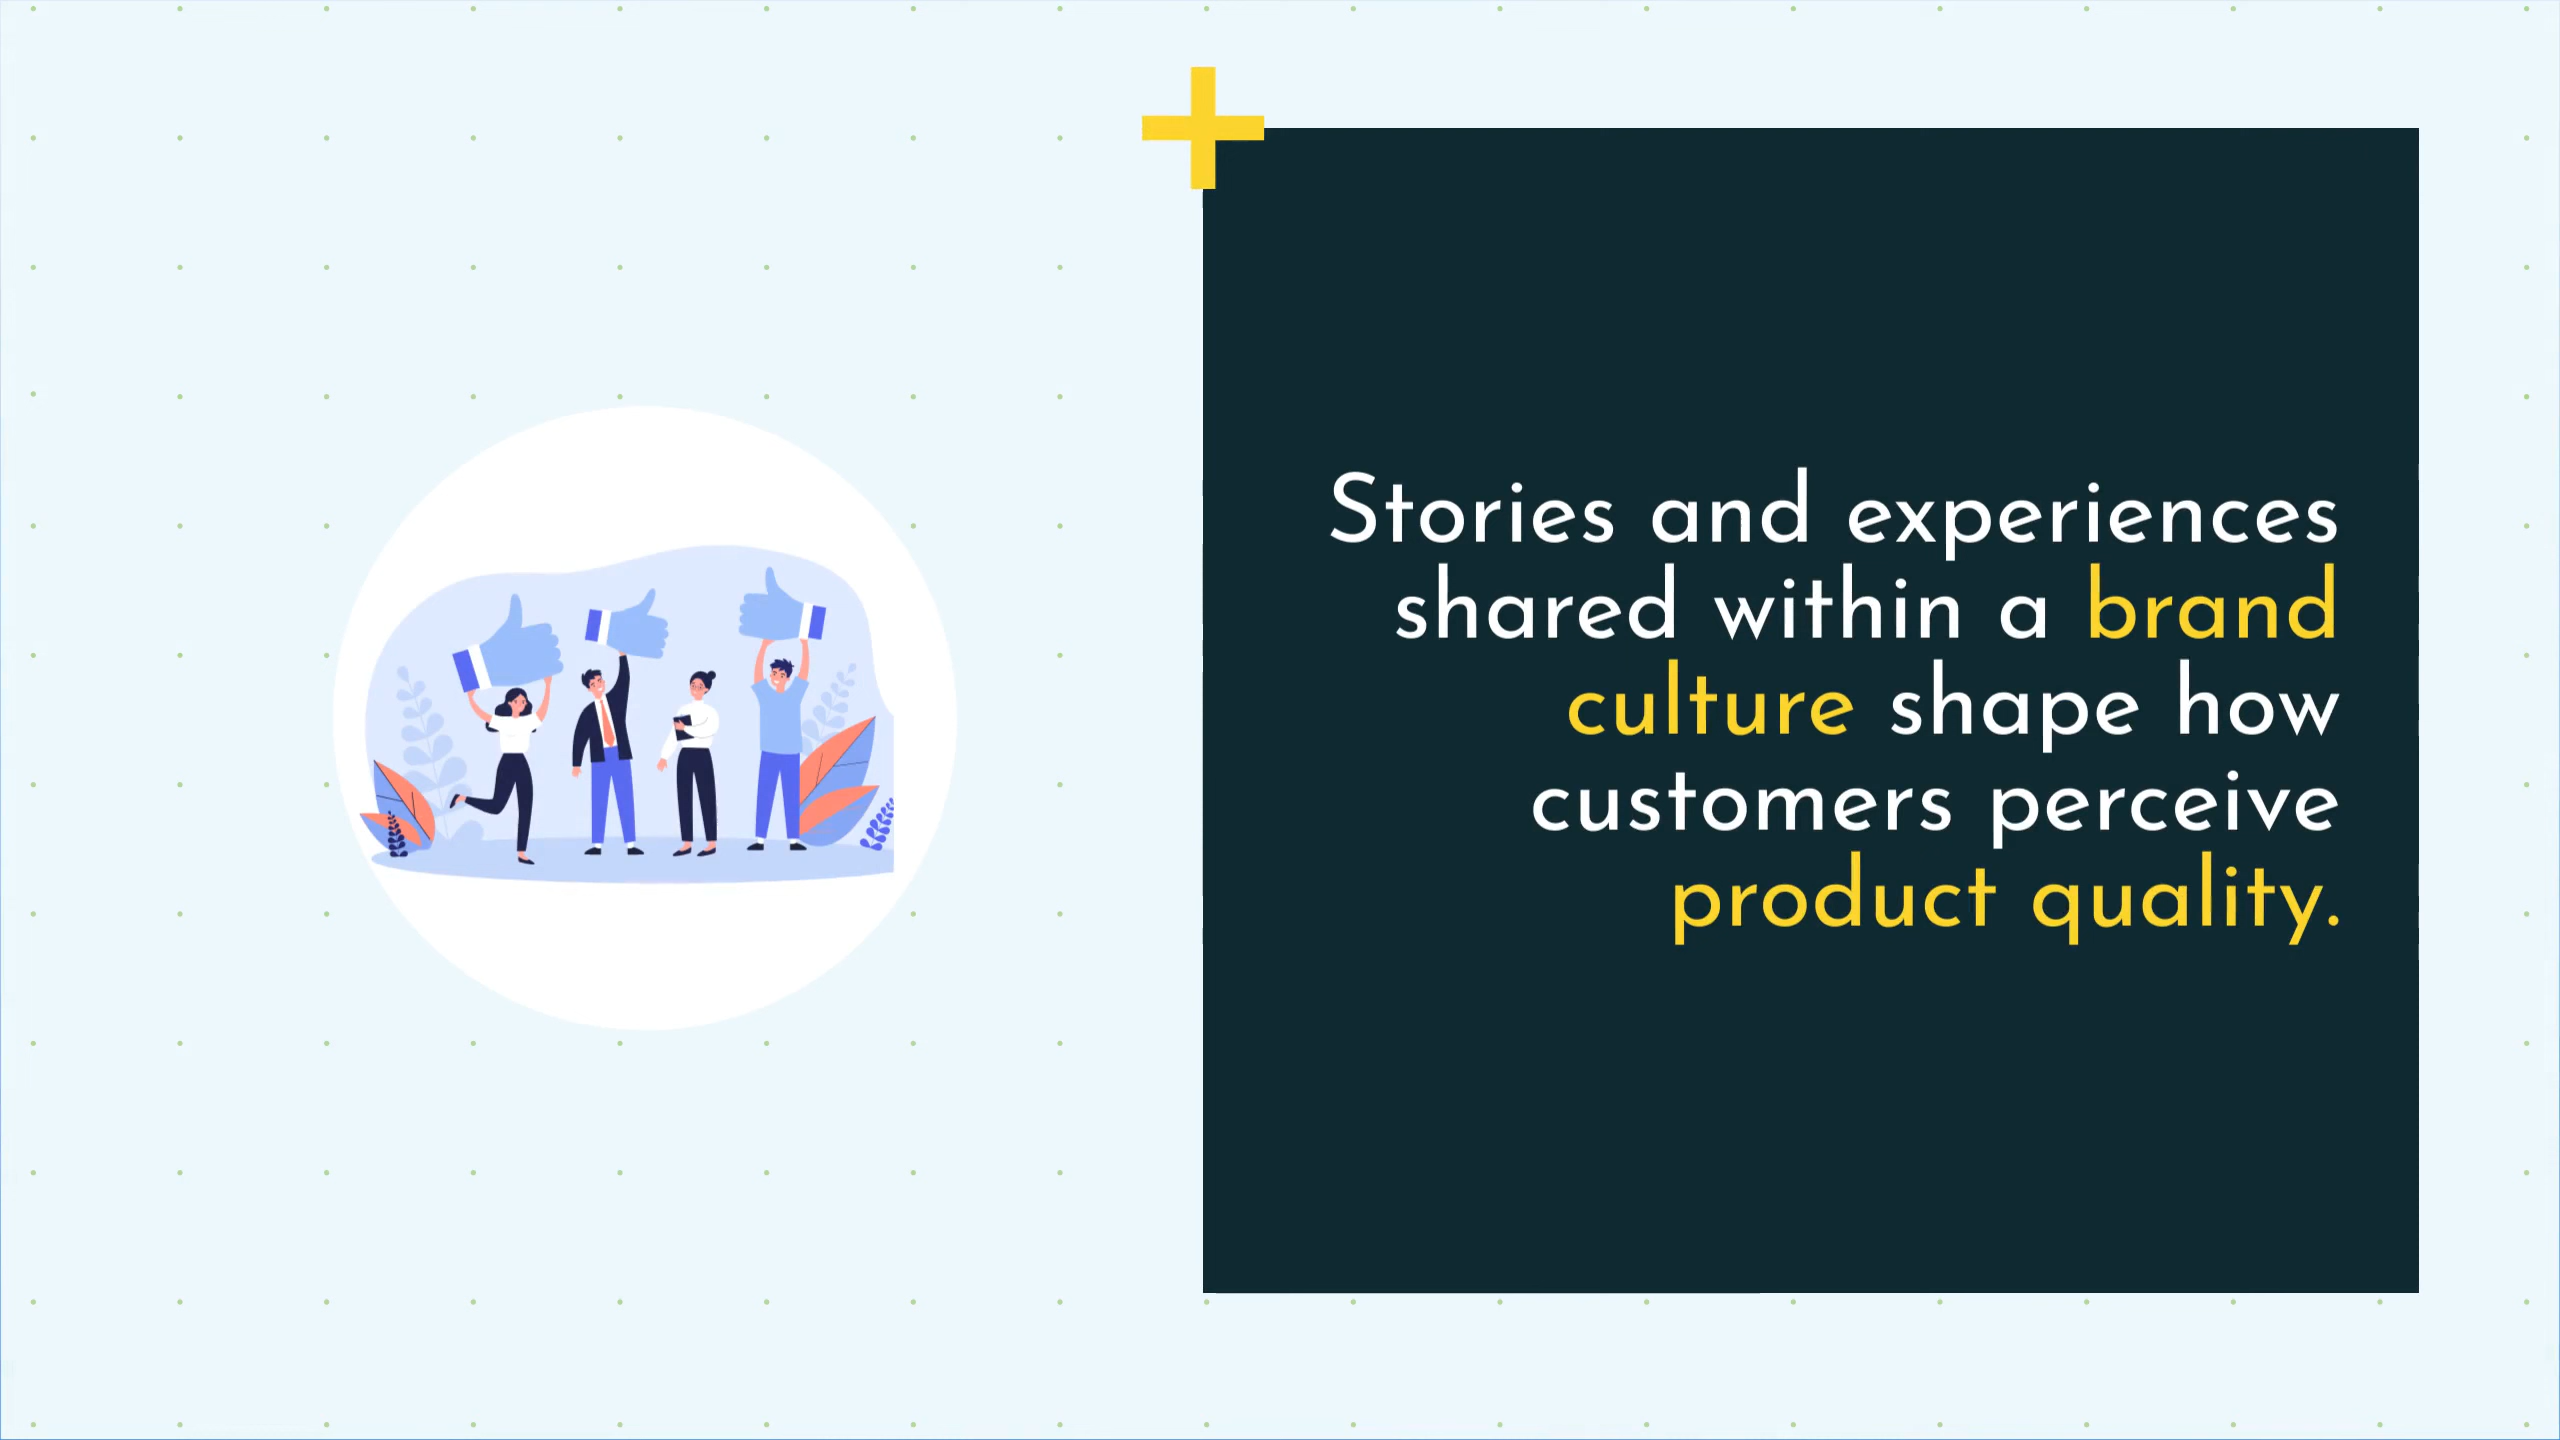 Stories and experiences
shared within a brand
culture shape how
customers perceive
product quality.